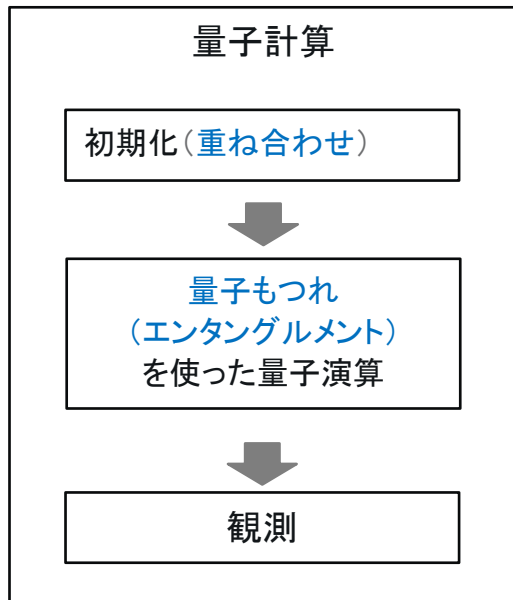 量子計算
初期化(重ね合わせ)
量子もつれ
(エンタングルメント)
を使った量子演算
観測